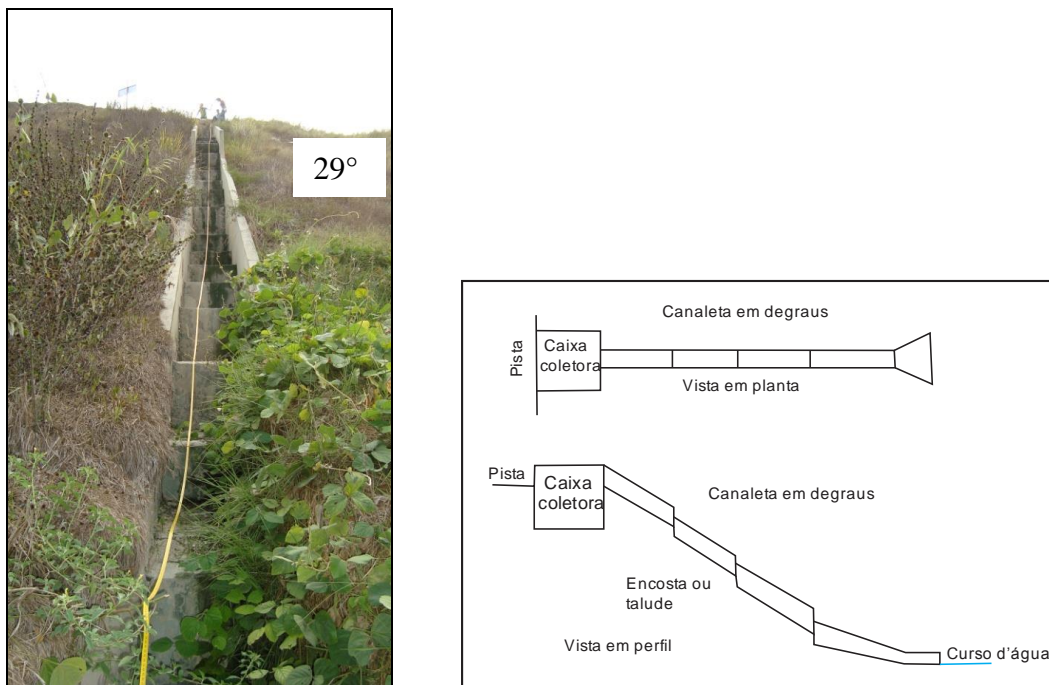 29°
Canaleta em degraus
Pista
Caixa
coletora
Vista em planta
Pista
Caixa
coletora
Canaleta em degraus
Encosta ou
talude
Vista em perfil
Curso d'água